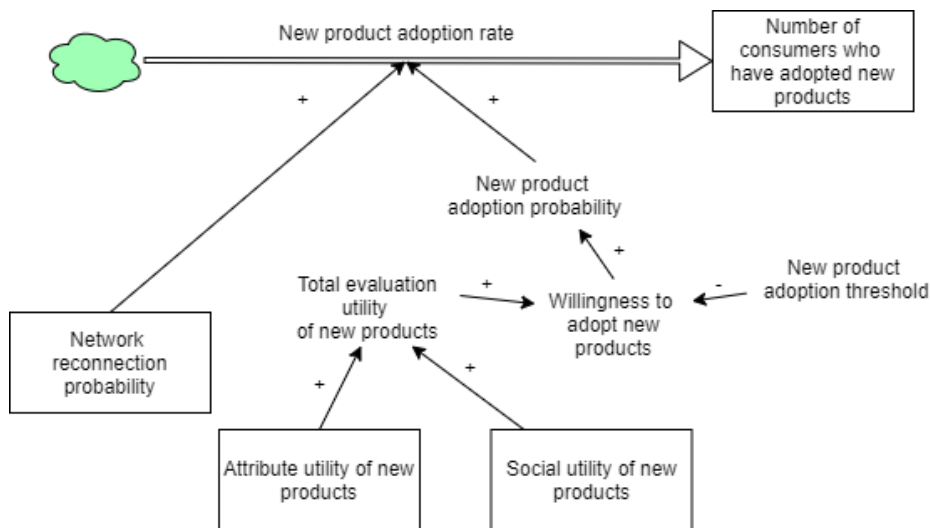 New product adoption rate
Number of
consumers who
have adopted new
products
+
+
New product
adoption probability
+
New product
adoption threshold
-
Total evaluation
utility
of new products
+
Willingness to
adopt new
products
Network
reconnection
probability
+
+
Attribute utility of new
products
Social utility of new
products